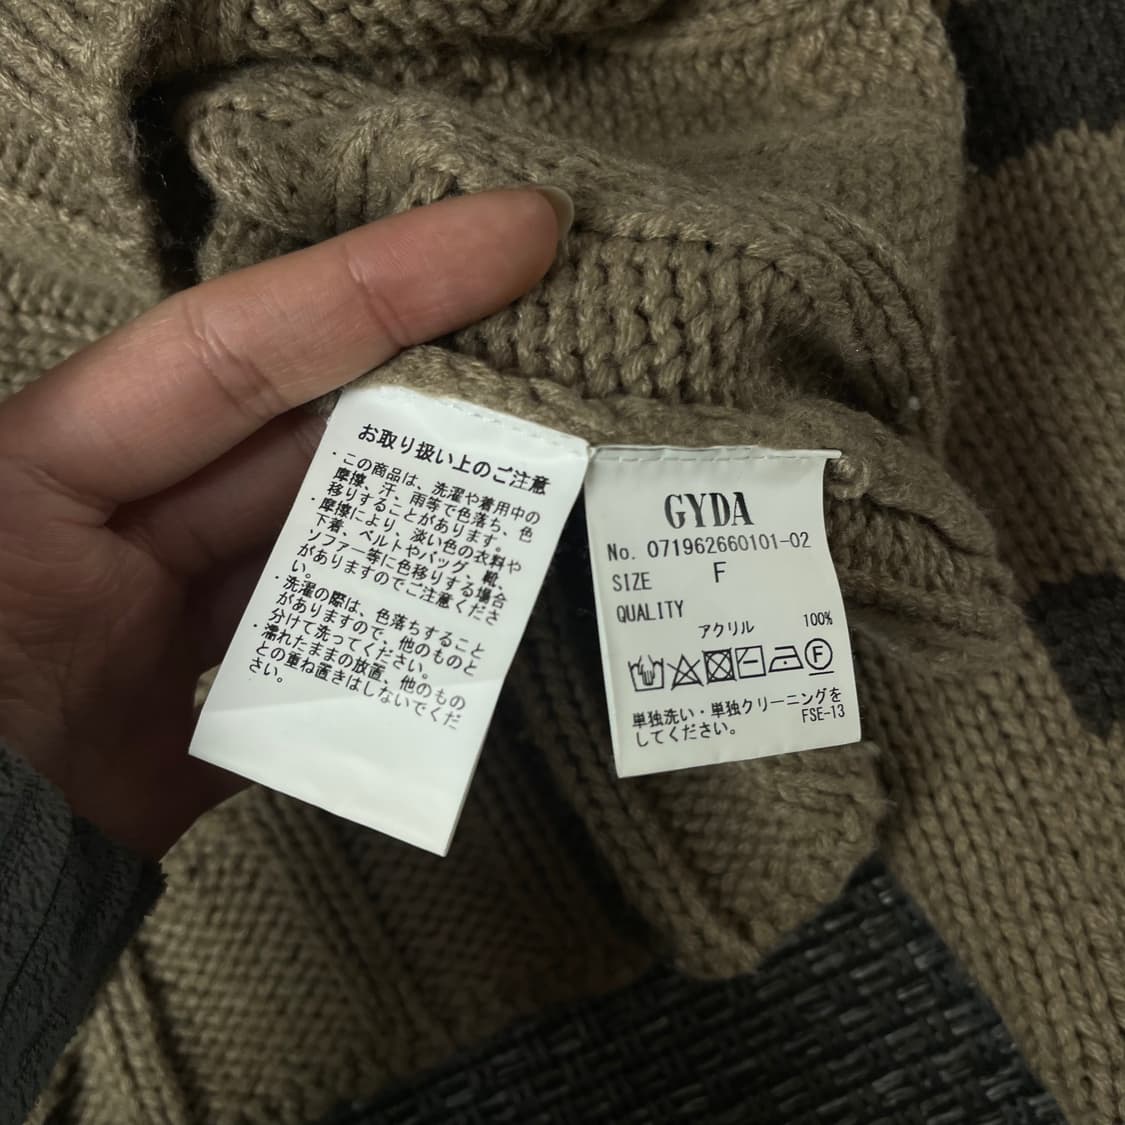 お取り扱い上のご注意
・この商品は、洗濯や着用中の
摩擦、汗、雨等で色落ち、色
移りすることがあります。
・摩擦により、淡い色の衣料や
下着、ベルトやバッグ、靴、
ソファー等に色移りする場合
がありますのでご注意くださ
い。
・洗濯の際は、色落ちすること
がありますので、他のものと
分けて洗ってください。
・濡れたままの放置、他のもの
との重ね置きはしないでくだ
さい。
GYDA
No. 071962660101-02
SIZE F
QUALITY
アクリル 100%
F
単独洗い・単独クリーニングを
してください。
FSE-13